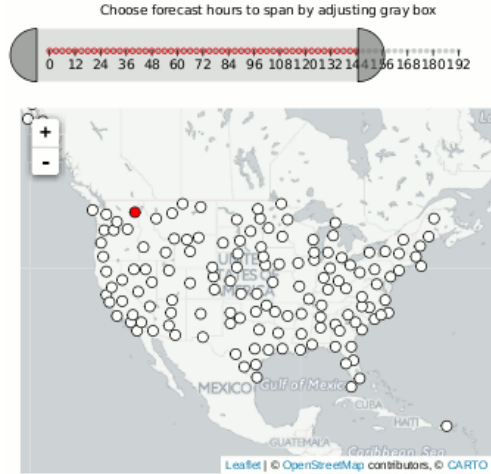 Choose forecast hours to span by adjusting gray box
0 12 24 36 48 60 72 84 96 108 120 132 144 156 168 180 192
+
-
UNITED
STATES OF
AMERICA
MEXICO
Gulf of Mexico
CUBA
HAITI
GUATEMALA
Caribbean Sea
Leaflet | © OpenStreetMap contributors, © CARTO